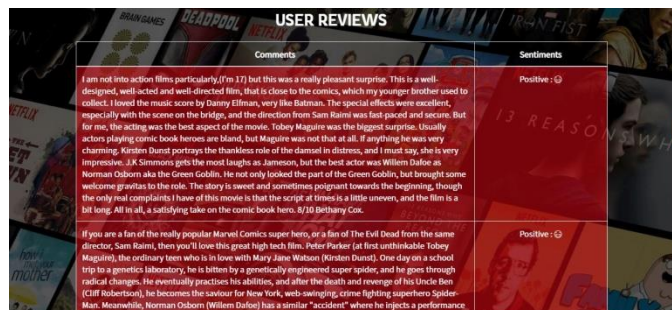 USER REVIEWS
BRAIN GAMES
DEADPOOL
NETFLIX
IRON FIST
Comments
Sentiments
I am not into action films particularly,(I'm 17) but this was a really pleasant surprise. This is a well-
designed, well-acted and well-directed film, that is close to the comics, which my younger brother used to
collect. I loved the music score by Danny Elfman, very like Batman. The special effects were excellent,
especially with the scene on the bridge, and the direction from Sam Raimi was fast-paced and secure. But
for me, the acting was the best aspect of the movie. Tobey Maguire was the biggest surprise. Usually
actors playing comic book heroes are bland, but Maguire was not that at all. If anything he was very
charming. Kirsten Dunst portrays the thankless role of the damsel in distress, and I must say, she is very
impressive. J.K Simmons gets the most laughs as Jameson, but the best actor was Willem Dafoe as
Norman Osborn aka the Green Goblin. He not only looked the part of the Green Goblin, but brought some
welcome gravitas to the role. The story is sweet and sometimes poignant towards the beginning, though
the only real complaints I have of this movie is that the script at times is a little uneven, and the film is a
bit long. All in all, a satisfying take on the comic book hero. 8/10 Bethany Cox.
Positive : 😃
13 REASONS WH
NETFLIX
If you are a fan of the really popular Marvel Comics super hero, or a fan of The Evil Dead from the same
director, Sam Raimi, then you'll love this great high tech film. Peter Parker (at first unthinkable Tobey
Maguire), the ordinary teen who is in love with Mary Jane Watson (Kirsten Dunst). One day on a school
trip to a genetics laboratory, he is bitten by a genetically engineered super spider, and he goes through
radical changes. He eventually practises his abilities, and after the death and revenge of his Uncle Ben
(Cliff Robertson), he becomes the saviour for New York, web-swinging, crime fighting superhero Spider-
Man. Meanwhile, Norman Osborn (Willem Dafoe) has a similar "accident" where he injects a performance
Positive : 😃
how i
met your
mother